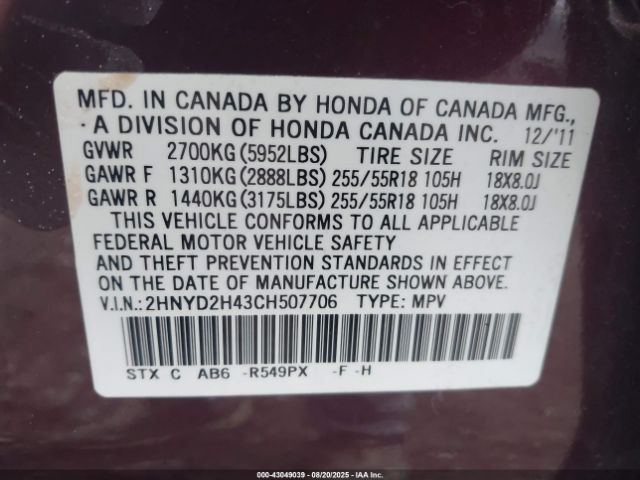 MFD. IN CANADA BY HONDA OF CANADA MFG.,
A DIVISION OF HONDA CANADA INC. 12/'11
GVWR 2700KG(5952LBS) TIRE SIZE RIM SIZE
GAWR F 1310KG(2888LBS) 255/55R18 105H 18X8.0J
GAWR R 1440KG(3175LBS) 255/55R18 105H 18X8.0J
THIS VEHICLE CONFORMS TO ALL APPLICABLE
FEDERAL MOTOR VEHICLE SAFETY
AND THEFT PREVENTION STANDARDS IN EFFECT
ON THE DATE OF MANUFACTURE SHOWN ABOVE.
V.I.N.:2HNYD2H43CH507706 TYPE: MPV
STX C AB6 -R549PX -F -H
000-43049039 - 08/20/2025 - IAA Inc.